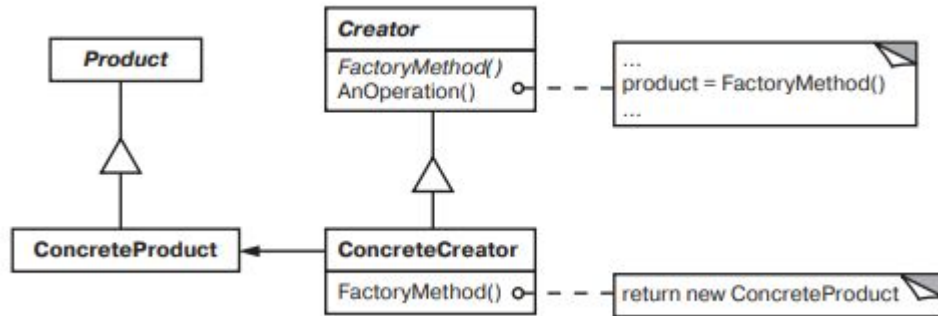 Product
Creator
FactoryMethod()
AnOperation()
...
product = FactoryMethod()
...
ConcreteProduct
ConcreteCreator
FactoryMethod()
return new ConcreteProduct